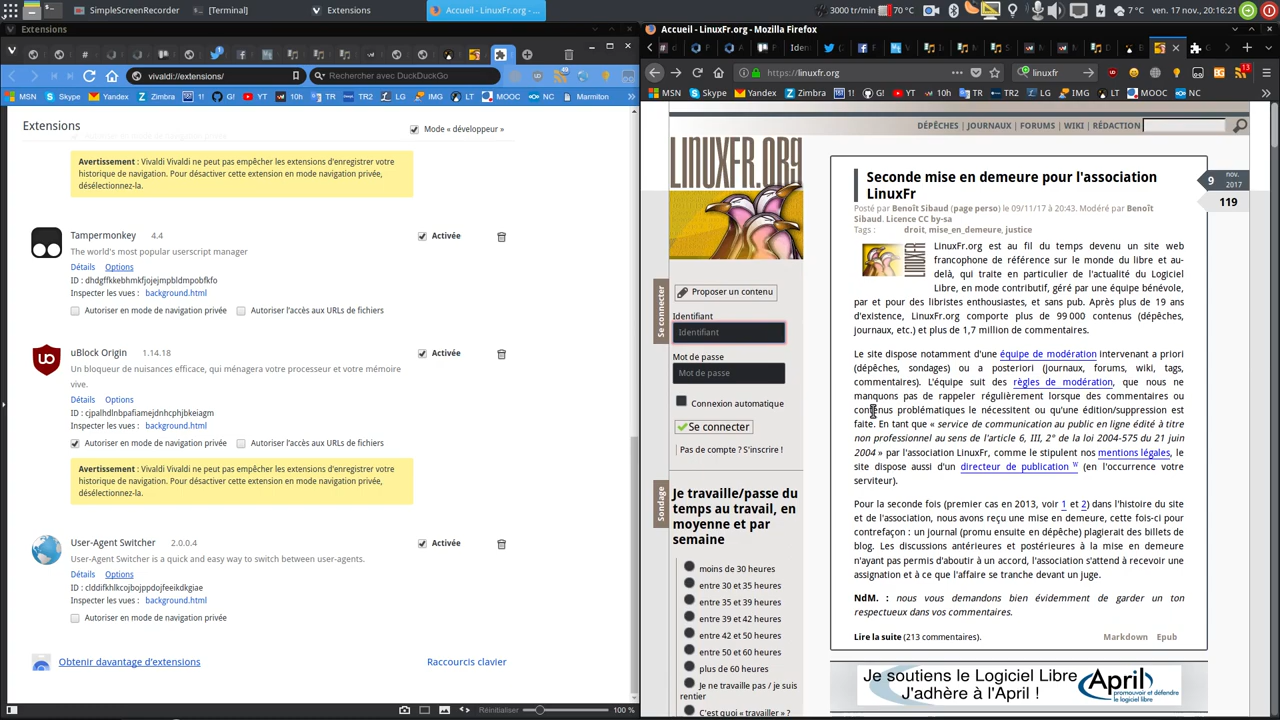 SimpleScreenRecorder
[Terminal]
Extensions
Accueil - LinuxFr.org - ...
3000 tr/min
70 °C
7 °C
ven. 17 nov., 20:16:21
Extensions
vivaldi://extensions/
Rechercher avec DuckDuckGo
49
MSN
Skype
Yandex
Zimbra
1!
G!
YT
10h
TR
TR2
LG
IMG
LT
MOOC
NC
Marmiton
Extensions
Mode « développeur »
Autoriser en mode de navigation privée
Avertissement : Vivaldi Vivaldi ne peut pas empêcher les extensions d'enregistrer votre
historique de navigation. Pour désactiver cette extension en mode navigation privée,
désélectionnez-la.
Tampermonkey 4.4
Activée
The world's most popular userscript manager
Détails Options
ID : dhdgffkkebhmkfjojejmpbldmpobfkfo
Inspecter les vues : background.html
Autoriser en mode de navigation privée
Autoriser l'accès aux URLs de fichiers
uBlock Origin 1.14.18
Activée
Un bloqueur de nuisances efficace, qui ménagera votre processeur et votre mémoire
vive.
Détails Options
ID : cjpalhdlnbpafiamejdnhcphjbkeiagm
Inspecter les vues : background.html
Autoriser en mode de navigation privée
Autoriser l'accès aux URLs de fichiers
Avertissement : Vivaldi Vivaldi ne peut pas empêcher les extensions d'enregistrer votre
historique de navigation. Pour désactiver cette extension en mode navigation privée,
désélectionnez-la.
User-Agent Switcher 2.0.0.4
Activée
User-Agent Switcher is a quick and easy way to switch between user-agents.
Détails Options
ID : clddifkhlkcojbojppdojfeeikdkgiae
Inspecter les vues : background.html
Autoriser en mode de navigation privée
Obtenir davantage d'extensions
Raccourcis clavier
Réinitialiser
100 %
Accueil - LinuxFr.org - Mozilla Firefox
https://linuxfr.org
linuxfr
13
MSN
Skype
Yandex
Zimbra
1!
G!
YT
10h
TR
TR2
LG
IMG
LT
MOOC
NC
DÉPÊCHES | JOURNAUX | FORUMS | WIKI | RÉDACTION
LINUXFR.ORG
Proposer un contenu
Se connecter
Identifiant
Identifiant
Mot de passe
Mot de passe
Connexion automatique
Se connecter
Pas de compte ? S'inscrire !
Sondage
Je travaille/passe du
temps au travail, en
moyenne et par
semaine
moins de 30 heures
entre 30 et 35 heures
entre 35 et 39 heures
entre 39 et 42 heures
entre 42 et 50 heures
entre 50 et 60 heures
plus de 60 heures
Je ne travaille pas / je suis
rentier
C'est quoi « travailler » ?
Seconde mise en demeure pour l'association
LinuxFr
9 nov. 2017
119
Posté par Benoît Sibaud (page perso) le 09/11/17 à 20:43. Modéré par Benoît
Sibaud. Licence CC by-sa
Tags : droit, mise_en_demeure, justice
LinuxFr.org est au fil du temps devenu un site web
francophone de référence sur le monde du libre et au-
delà, qui traite en particulier de l'actualité du Logiciel
Libre, en mode contributif, géré par une équipe bénévole,
par et pour des libristes enthousiastes, et sans pub. Après plus de 19 ans
d'existence, LinuxFr.org comporte plus de 99 000 contenus (dépêches,
journaux, etc.) et plus de 1,7 million de commentaires.
Le site dispose notamment d'une équipe de modération intervenant a priori
(dépêches, sondages) ou a posteriori (journaux, forums, wiki, tags,
commentaires). L'équipe suit des règles de modération, que nous ne
manquons pas de rappeler régulièrement lorsque des commentaires ou
contenus problématiques le nécessitent ou qu'une édition/suppression est
faite. En tant que « service de communication au public en ligne édité à titre
non professionnel au sens de l'article 6, III, 2° de la loi 2004-575 du 21 juin
2004 » par l'association LinuxFr, comme le stipulent nos mentions légales, le
site dispose aussi d'un directeur de publication W (en l'occurrence votre
serviteur).
Pour la seconde fois (premier cas en 2013, voir 1 et 2) dans l'histoire du site
et de l'association, nous avons reçu une mise en demeure, cette fois-ci pour
contrefaçon : un journal (promu ensuite en dépêche) plagierait des billets de
blog. Les discussions antérieures et postérieures à la mise en demeure
n'ayant pas permis d'aboutir à un accord, l'association s'attend à recevoir une
assignation et à ce que l'affaire se tranche devant un juge.
NdM. : nous vous demandons bien évidemment de garder un ton
respectueux dans vos commentaires.
Lire la suite (213 commentaires).
Markdown Epub
Je soutiens le Logiciel Libre
J'adhère à l'April !
April
promouvoir et défendre
le logiciel libre